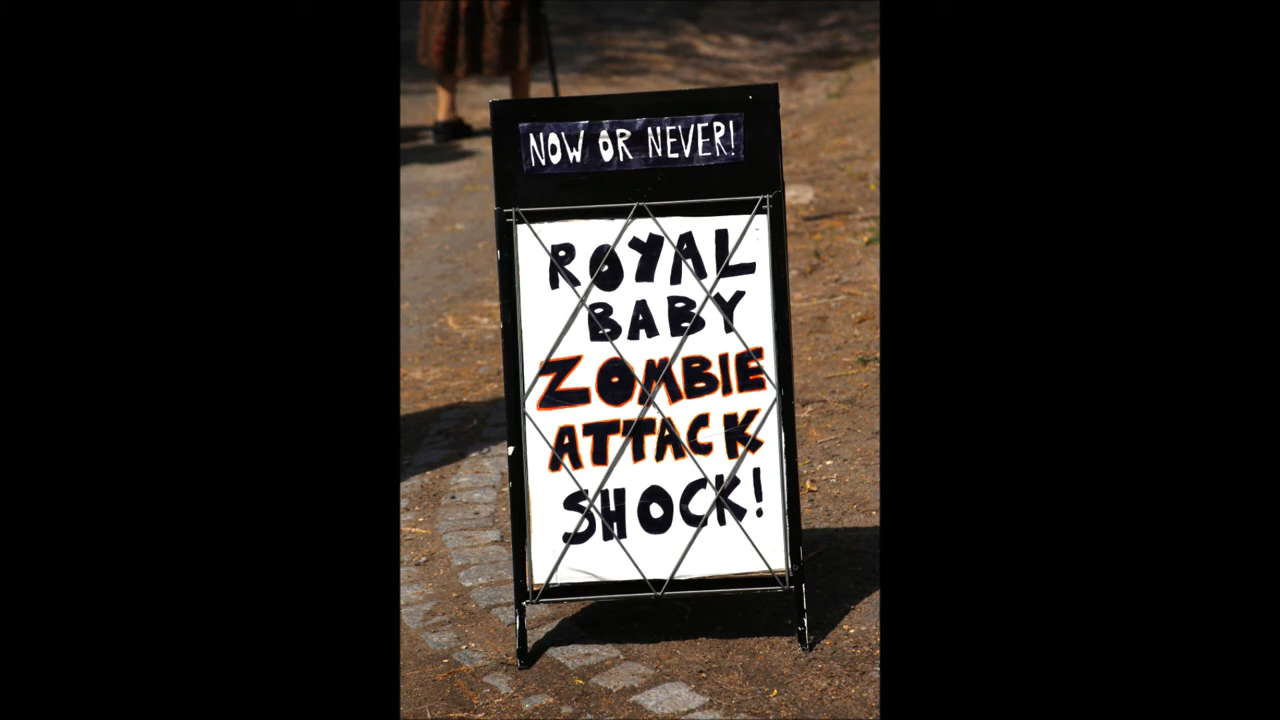 NOW OR NEVER!
ROYAL
BABY
ZOMBIE
ATTACK
SHOCK!